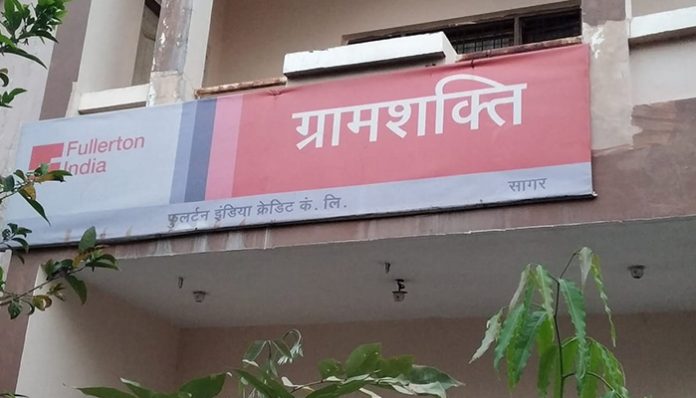 Fullerton
India
ग्रामशक्ति
फुलर्टन इंडिया क्रेडिट कं. लि.
सागर